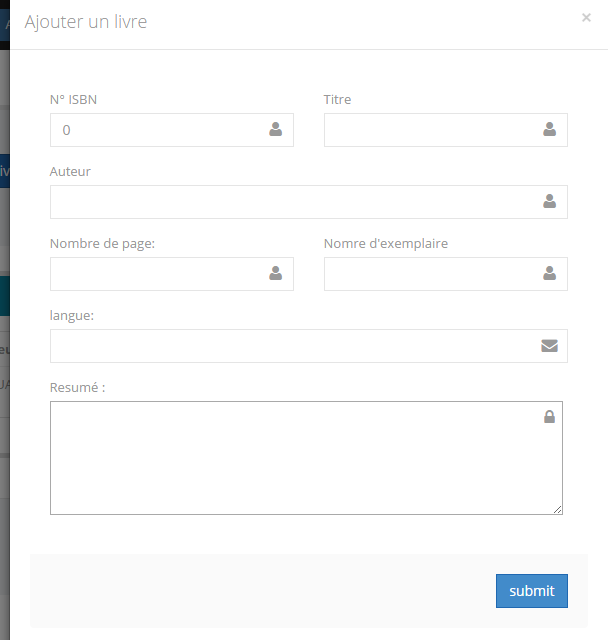 Ajouter un livre ×
N° ISBN Titre
0
Auteur
Nombre de page: Nomre d'exemplaire
langue:
Resumé :
submit